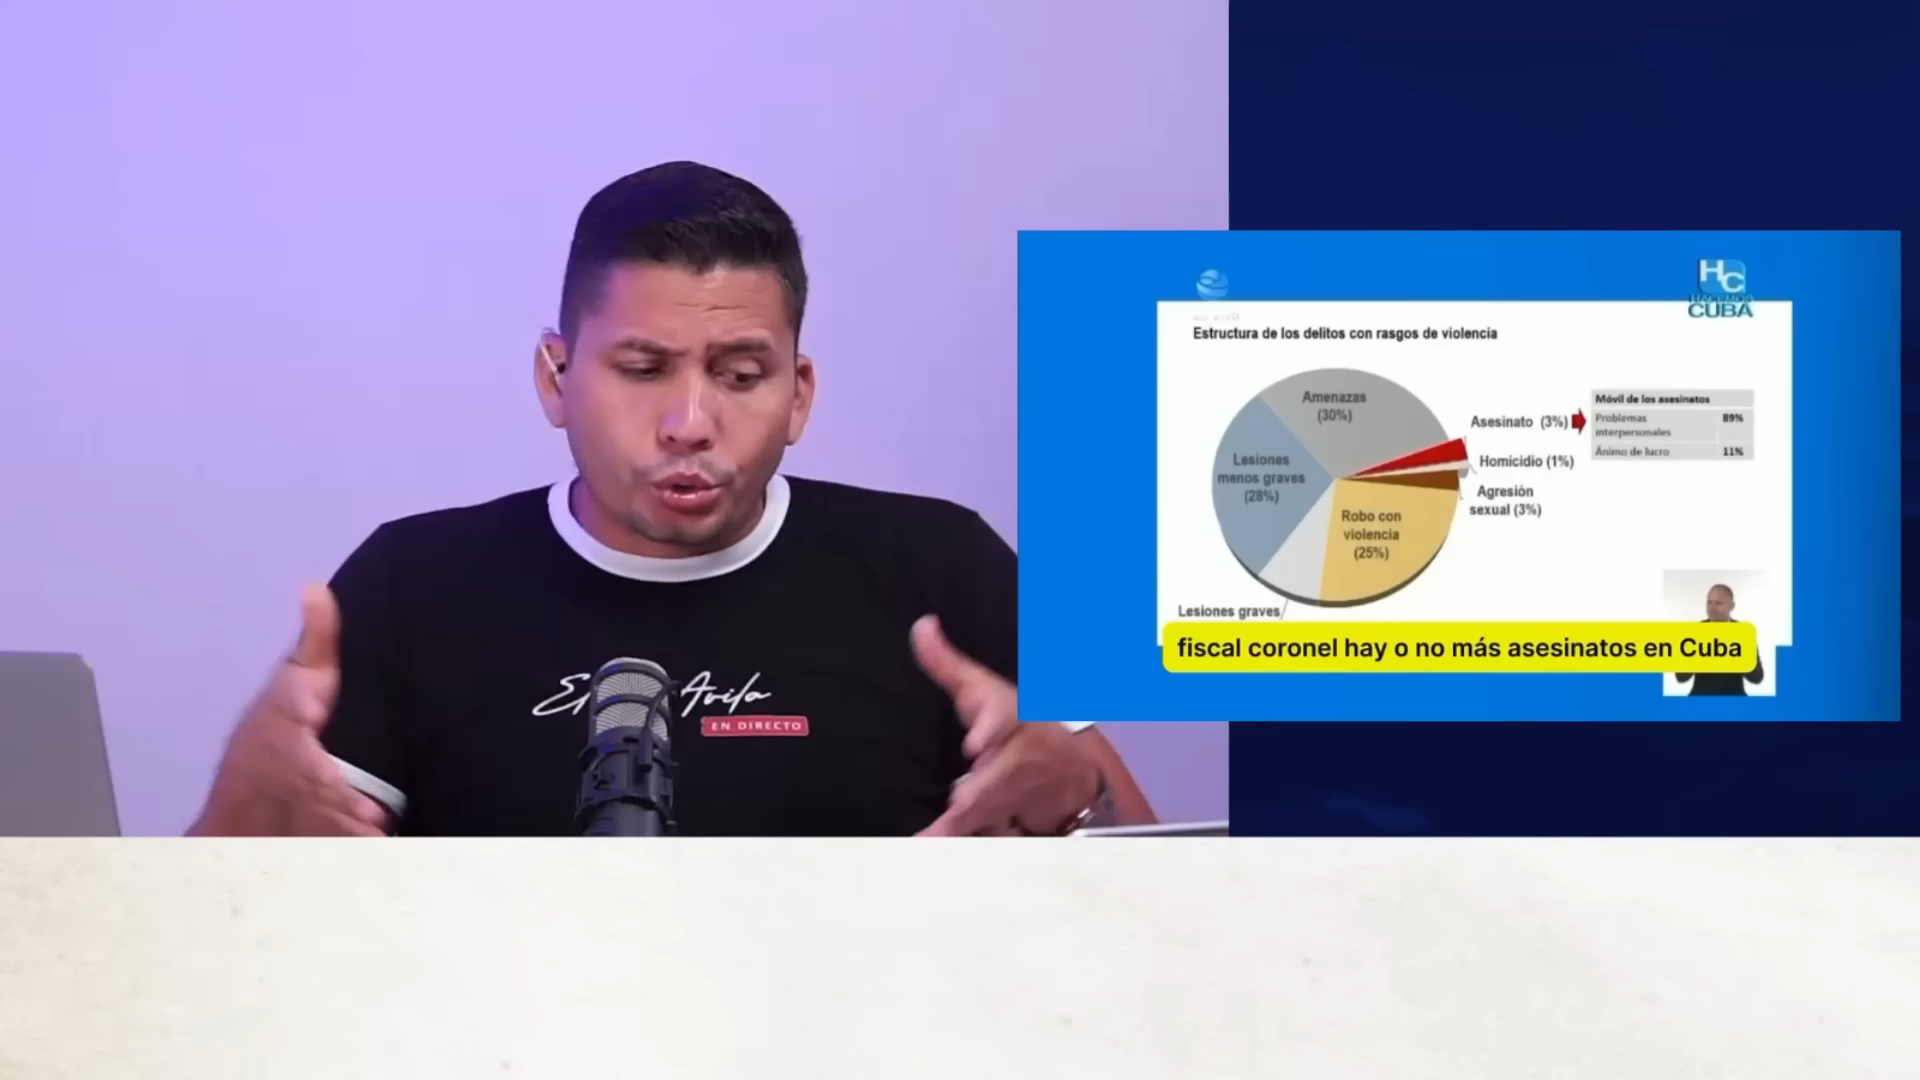 Avila
EN DIRECTO
HC
HACEMOS
CUBA
Estructura de los delitos con rasgos de violencia
Amenazas
(30%)
Lesiones
menos graves
(28%)
Robo con
violencia
(25%)
Lesiones graves
Asesinato (3%)
Homicidio (1%)
Agresión
sexual (3%)
Móvil de los asesinatos
Problemas interpersonales 89%
Ánimo de lucro 11%
fiscal coronel hay o no más asesinatos en Cuba